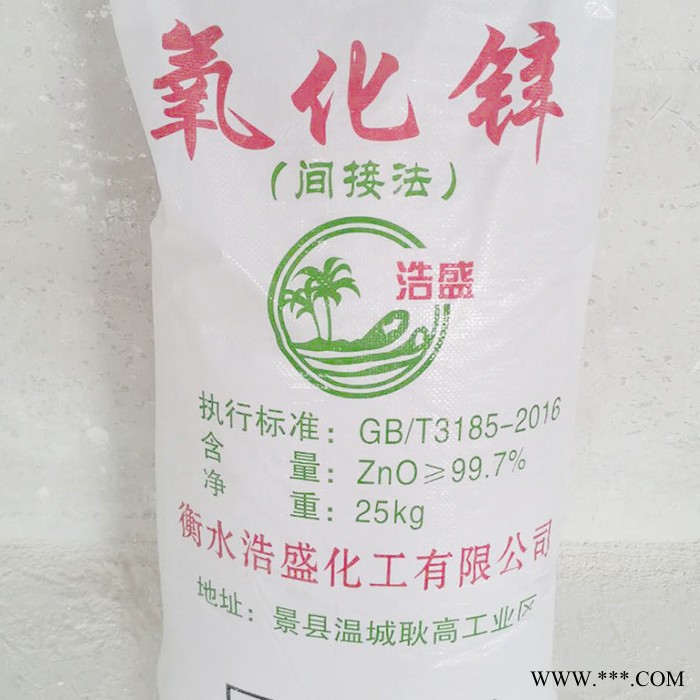 氧化锌
(间接法)
浩盛
执行标准: GB/T3185-2016
含量: ZnO≥99.7%
净重: 25kg
衡水浩盛化工有限公司
地址: 景县温城耿高工业区
WWW.***.COM